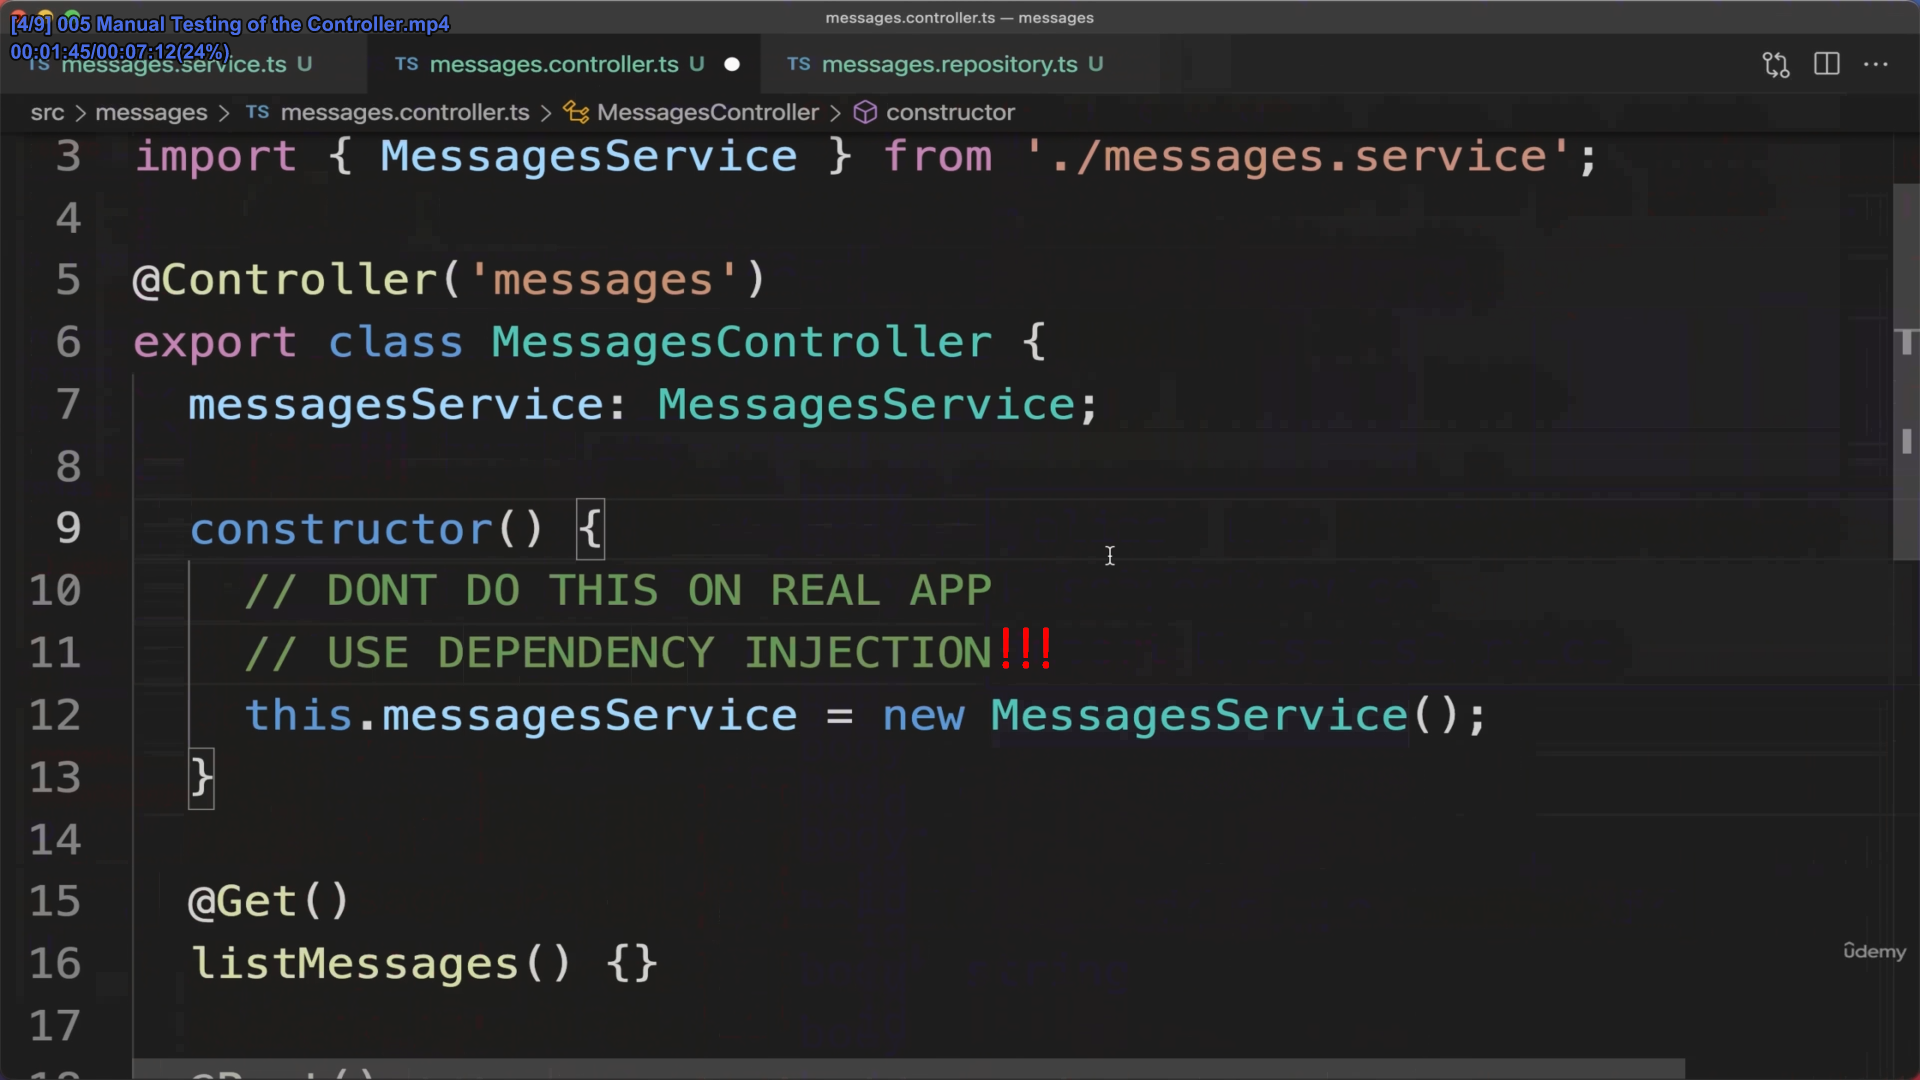 messages.controller.ts — messages
[4/9] 005 Manual Testing of the Controller.mp4
00:01:45/00:07:12(24%)
TS messages.service.ts U
TS messages.controller.ts U
TS messages.repository.ts U
src > messages > TS messages.controller.ts > MessagesController > constructor
3 import { MessagesService } from './messages.service';
4
5 @Controller('messages')
6 export class MessagesController {
7 messagesService: MessagesService;
8
9 constructor() {
10 // DONT DO THIS ON REAL APP
11 // USE DEPENDENCY INJECTION!!!
12 this.messagesService = new MessagesService();
13 }
14
15 @Get()
16 listMessages() {}
17
ûdemy